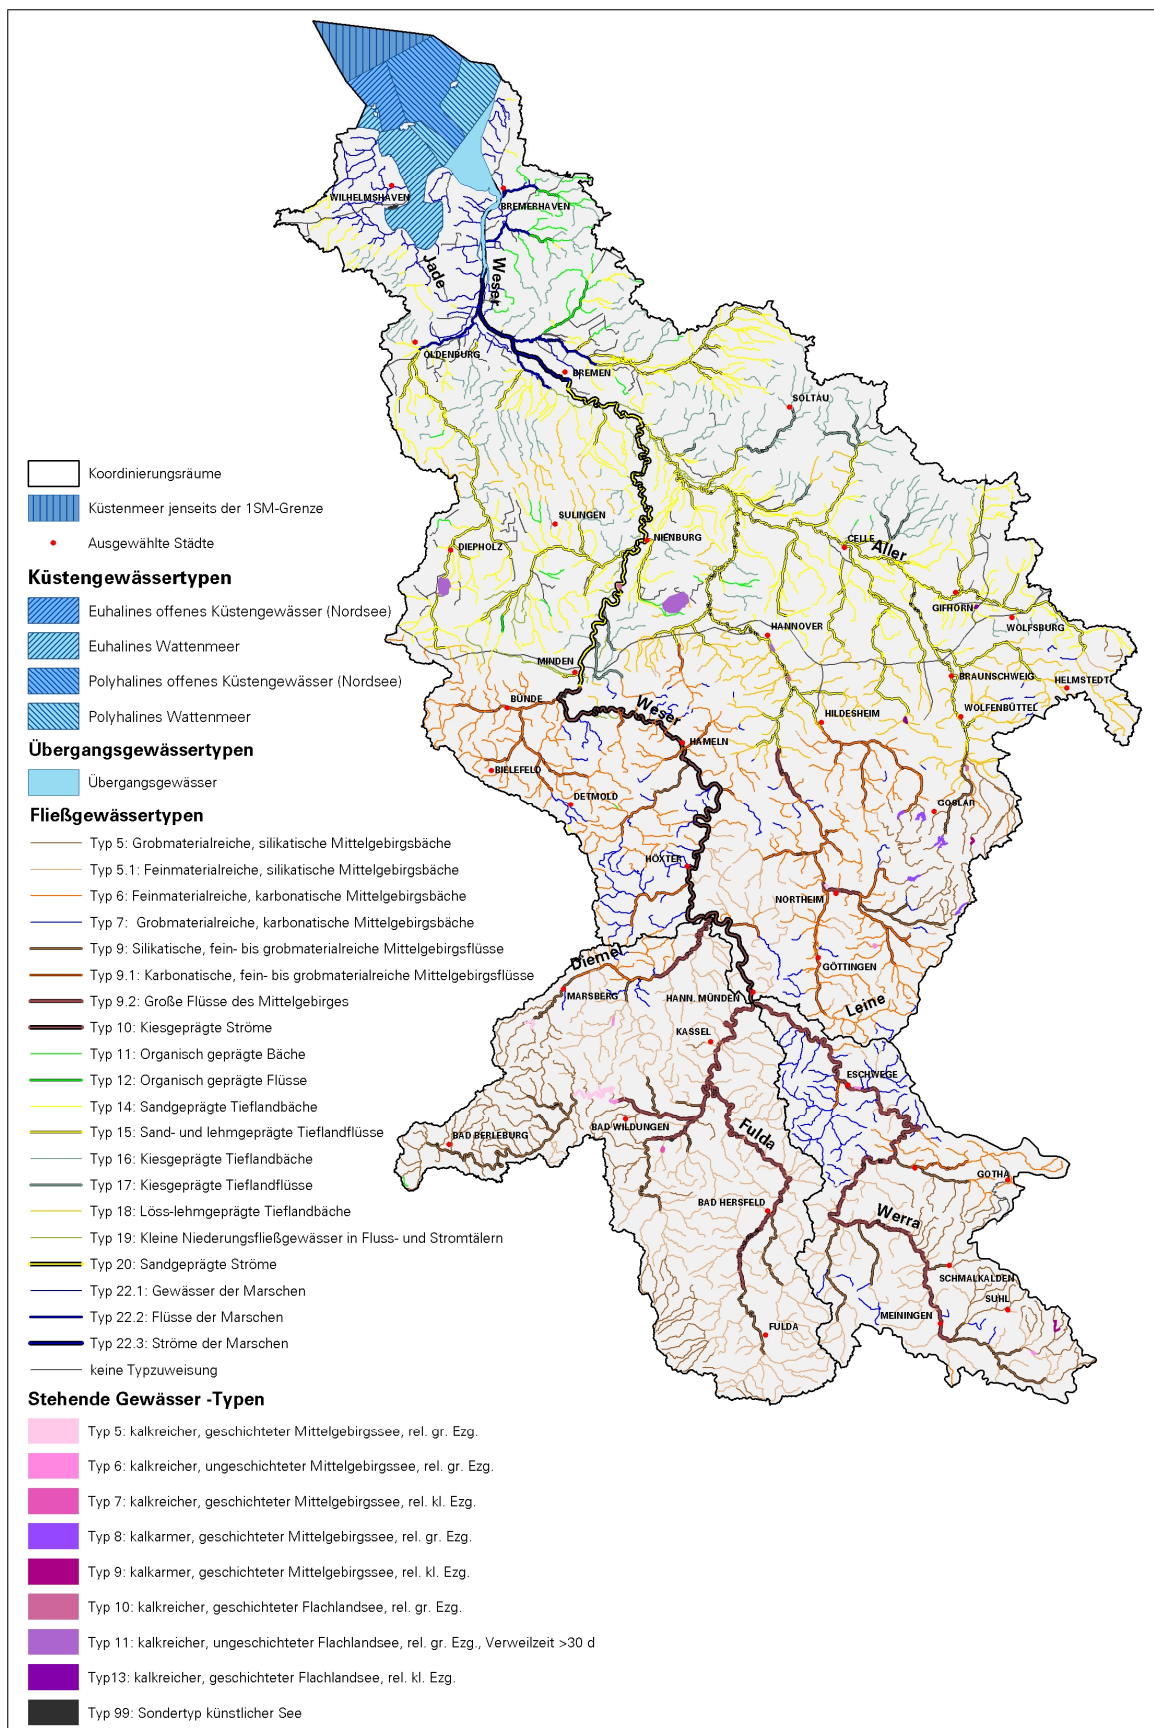 WILHELMSHAVEN
BREMERHAVEN
Jade
Weser
OLDENBURG
BREMEN
SOLTAU
SULINGEN
DIEPHOLZ
NIENBURG
CELLE
Aller
GIFHORN
WOLFSBURG
HANNOVER
MINDEN
BRAUNSCHWEIG
HELMSTEDT
BÜNDE
Weser
HILDESHEIM
WOLFENBÜTTEL
HAMELN
BIELEFELD
DETMOLD
GOSLAR
HÖXTER
NORTHEIM
Diemel
GÖTTINGEN
MARSBERG
HANN. MÜNDEN
Leine
KASSEL
ESCHWEGE
BAD WILDUNGEN
BAD BERLEBURG
Fulda
GOTHA
BAD HERSFELD
Werra
SCHMALKALDEN
SUHL
MEININGEN
FULDA
Koordinierungsräume
Küstenmeer jenseits der 1SM-Grenze
Ausgewählte Städte
Küstengewässertypen
Euhalines offenes Küstengewässer (Nordsee)
Euhalines Wattenmeer
Polyhalines offenes Küstengewässer (Nordsee)
Polyhalines Wattenmeer
Übergangsgewässertypen
Übergangsgewässer
Fließgewässertypen
Typ 5: Grobmaterialreiche, silikatische Mittelgebirgsbäche
Typ 5.1: Feinmaterialreiche, silikatische Mittelgebirgsbäche
Typ 6: Feinmaterialreiche, karbonatische Mittelgebirgsbäche
Typ 7: Grobmaterialreiche, karbonatische Mittelgebirgsbäche
Typ 9: Silikatische, fein- bis grobmaterialreiche Mittelgebirgsflüsse
Typ 9.1: Karbonatische, fein- bis grobmaterialreiche Mittelgebirgsflüsse
Typ 9.2: Große Flüsse des Mittelgebirges
Typ 10: Kiesgeprägte Ströme
Typ 11: Organisch geprägte Bäche
Typ 12: Organisch geprägte Flüsse
Typ 14: Sandgeprägte Tieflandbäche
Typ 15: Sand- und lehmgeprägte Tieflandflüsse
Typ 16: Kiesgeprägte Tieflandbäche
Typ 17: Kiesgeprägte Tieflandflüsse
Typ 18: Löss-lehmgeprägte Tieflandbäche
Typ 19: Kleine Niederungsfließgewässer in Fluss- und Stromtälern
Typ 20: Sandgeprägte Ströme
Typ 22.1: Gewässer der Marschen
Typ 22.2: Flüsse der Marschen
Typ 22.3: Ströme der Marschen
keine Typzuweisung
Stehende Gewässer -Typen
Typ 5: kalkreicher, geschichteter Mittelgebirgssee, rel. gr. Ezg.
Typ 6: kalkreicher, ungeschichteter Mittelgebirgssee, rel. gr. Ezg.
Typ 7: kalkreicher, geschichteter Mittelgebirgssee, rel. kl. Ezg.
Typ 8: kalkarmer, geschichteter Mittelgebirgssee, rel. gr. Ezg.
Typ 9: kalkarmer, geschichteter Mittelgebirgssee, rel. kl. Ezg.
Typ 10: kalkreicher, geschichteter Flachlandsee, rel. gr. Ezg.
Typ 11: kalkreicher, ungeschichteter Flachlandsee, rel. gr. Ezg., Verweilzeit >30 d
Typ13: kalkreicher, geschichteter Flachlandsee, rel. kl. Ezg.
Typ 99: Sondertyp künstlicher See